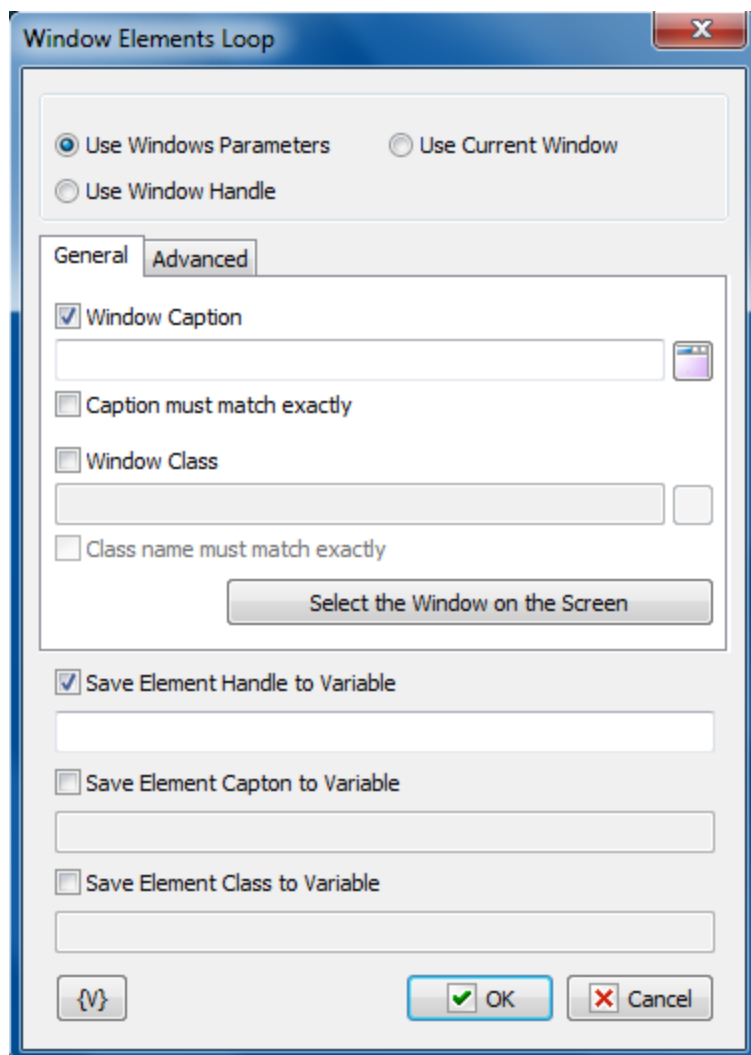 Window Elements Loop
Use Windows Parameters Use Current Window
Use Window Handle
General Advanced
Window Caption
Caption must match exactly
Window Class
Class name must match exactly
Select the Window on the Screen
Save Element Handle to Variable
Save Element Capton to Variable
Save Element Class to Variable
{V} OK Cancel